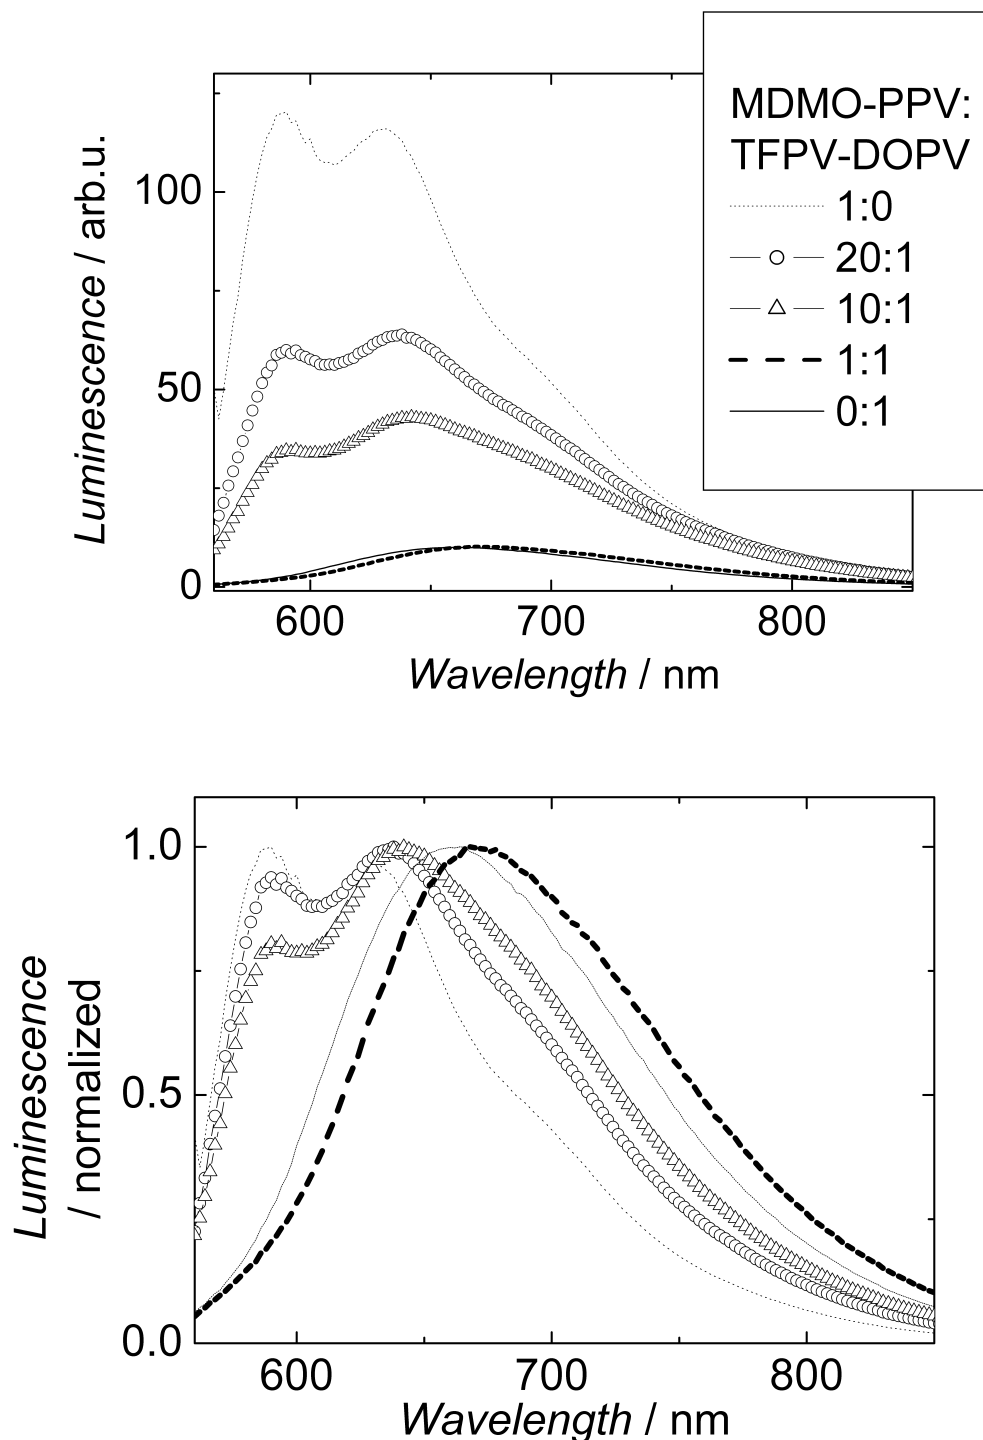 MDMO-PPV:
TFPV-DOPV
1:0
20:1
10:1
1:1
0:1
Luminescence / arb.u.
100
50
0
600 700 800
Wavelength / nm
Luminescence
/ normalized
1.0
0.5
0.0
600 700 800
Wavelength / nm